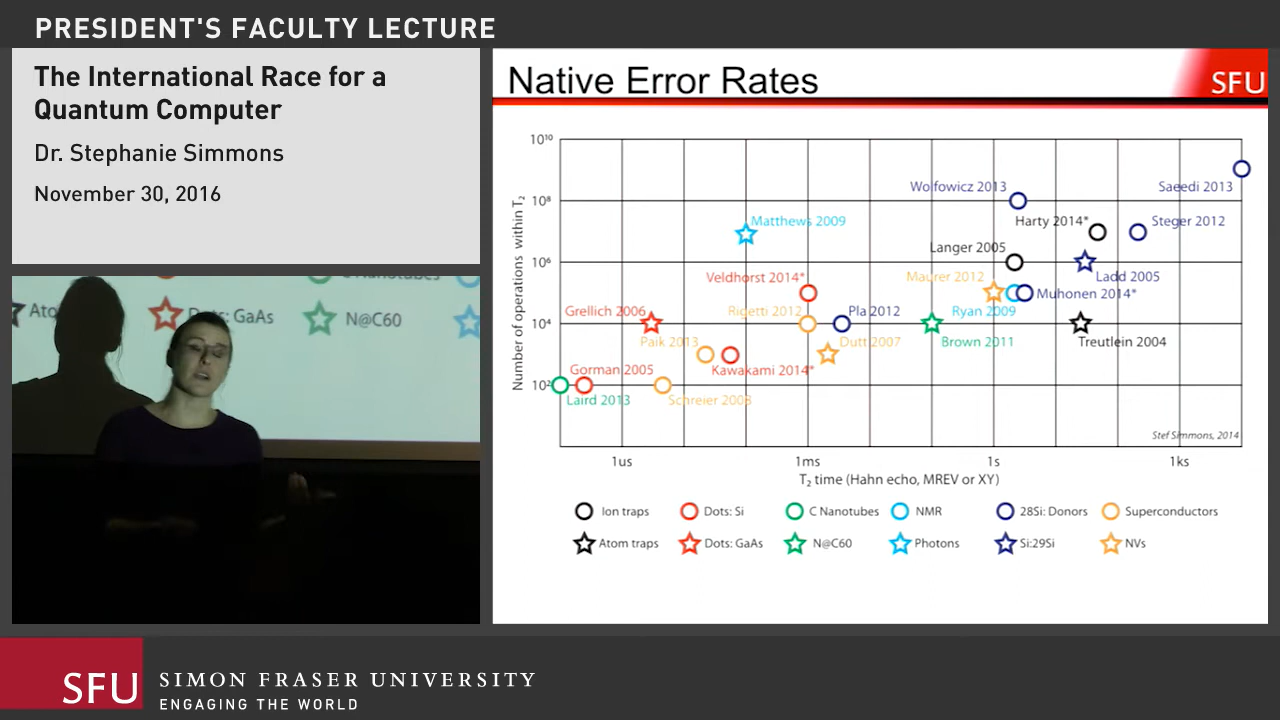 PRESIDENT'S FACULTY LECTURE
The International Race for a
Quantum Computer
Dr. Stephanie Simmons
November 30, 2016
C Nanotubes
Ato
Dots: GaAs
N@C60
Native Error Rates
SFU
Number of operations within T₂
10¹⁰
10⁸
10⁶
10⁴
10²
Wolfowicz 2013
Saeedi 2013
Matthews 2009
Harty 2014*
Steger 2012
Langer 2005
Veldhorst 2014*
Maurer 2012
Ladd 2005
Muhonen 2014*
Grellich 2006
Rigetti 2012
Pla 2012
Ryan 2009
Paik 2013
Dutt 2007
Brown 2011
Treutlein 2004
Gorman 2005
Kawakami 2014*
Laird 2013
Schreier 2008
Stef Simmons, 2014
1us
1ms
1s
1ks
T₂ time (Hahn echo, MREV or XY)
Ion traps
Dots: Si
C Nanotubes
NMR
28Si: Donors
Superconductors
Atom traps
Dots: GaAs
N@C60
Photons
Si:29Si
NVs
SFU
SIMON FRASER UNIVERSITY
ENGAGING THE WORLD